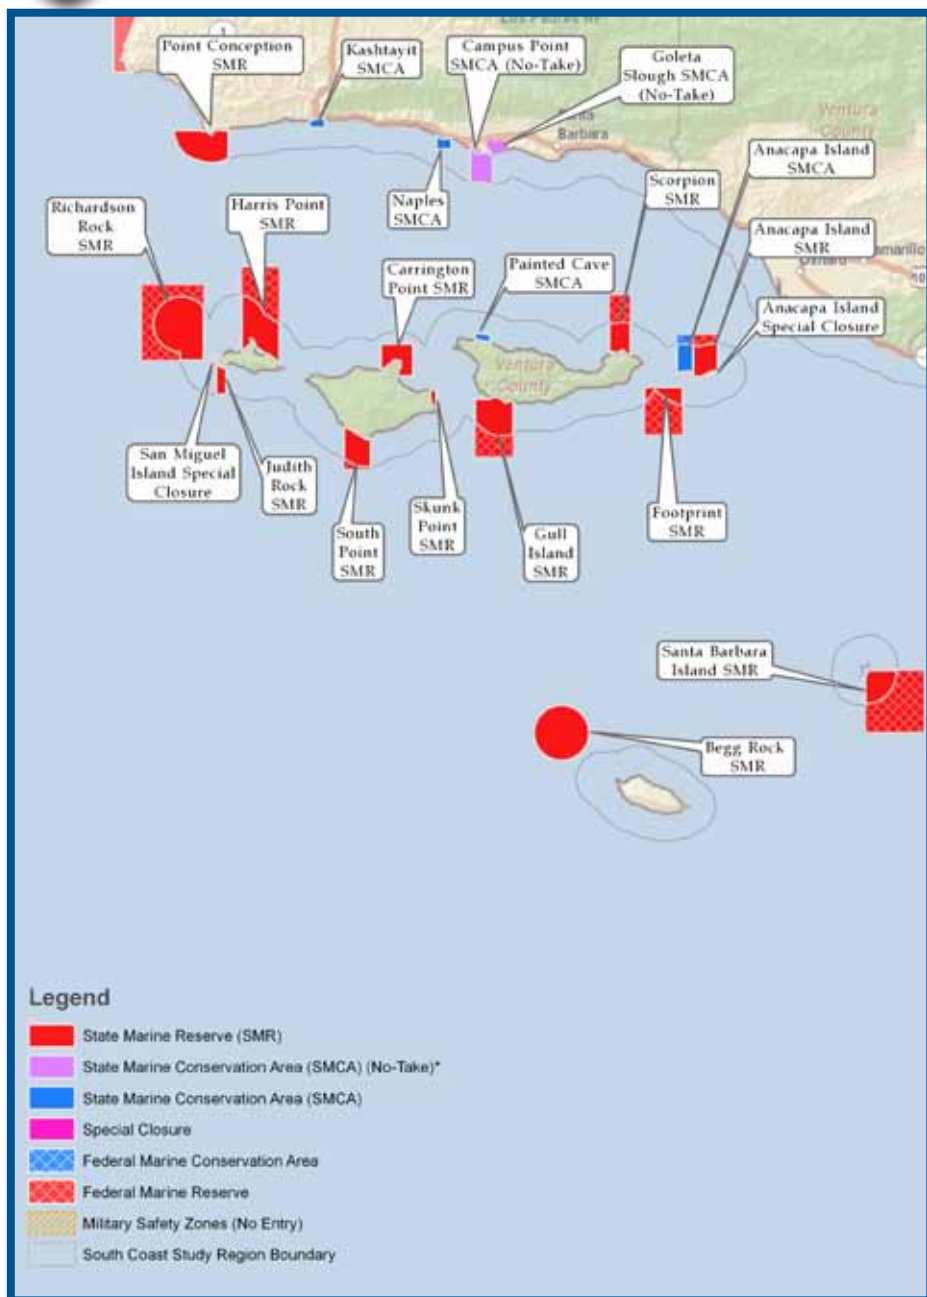 Point Conception
SMR
Kashtayit
SMCA
Campus Point
SMCA (No-Take)
Goleta
Slough SMCA
(No-Take)
1
Barbara
Ventura
County
Anacapa Island
SMCA
Richardson
Rock
SMR
Harris Point
SMR
Naples
SMCA
Scorpion
SMR
Anacapa Island
SMR
Carrington
Point SMR
Painted Cave
SMCA
Anacapa Island
Special Closure
Ventura
County
San Miguel
Island Special
Closure
Judith
Rock
SMR
South
Point
SMR
Skunk
Point
SMR
Gull
Island
SMR
Footprint
SMR
Santa Barbara
Island SMR
Begg Rock
SMR
Legend
State Marine Reserve (SMR)
State Marine Conservation Area (SMCA) (No-Take)*
State Marine Conservation Area (SMCA)
Special Closure
Federal Marine Conservation Area
Federal Marine Reserve
Military Safety Zones (No Entry)
South Coast Study Region Boundary